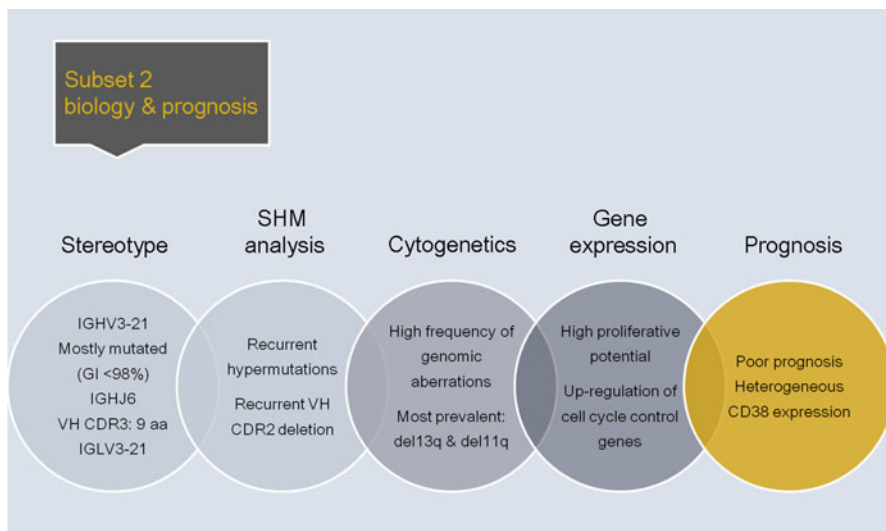 Subset 2
biology & prognosis
Stereotype
SHM
analysis
Cytogenetics
Gene
expression
Prognosis
IGHV3-21
Mostly mutated
(GI <98%)
IGHJ6
VH CDR3: 9 aa
IGLV3-21
Recurrent
hypermutations
Recurrent VH
CDR2 deletion
High frequency of
genomic
aberrations
Most prevalent:
del13q & del11q
High proliferative
potential
Up-regulation of
cell cycle control
genes
Poor prognosis
Heterogeneous
CD38 expression